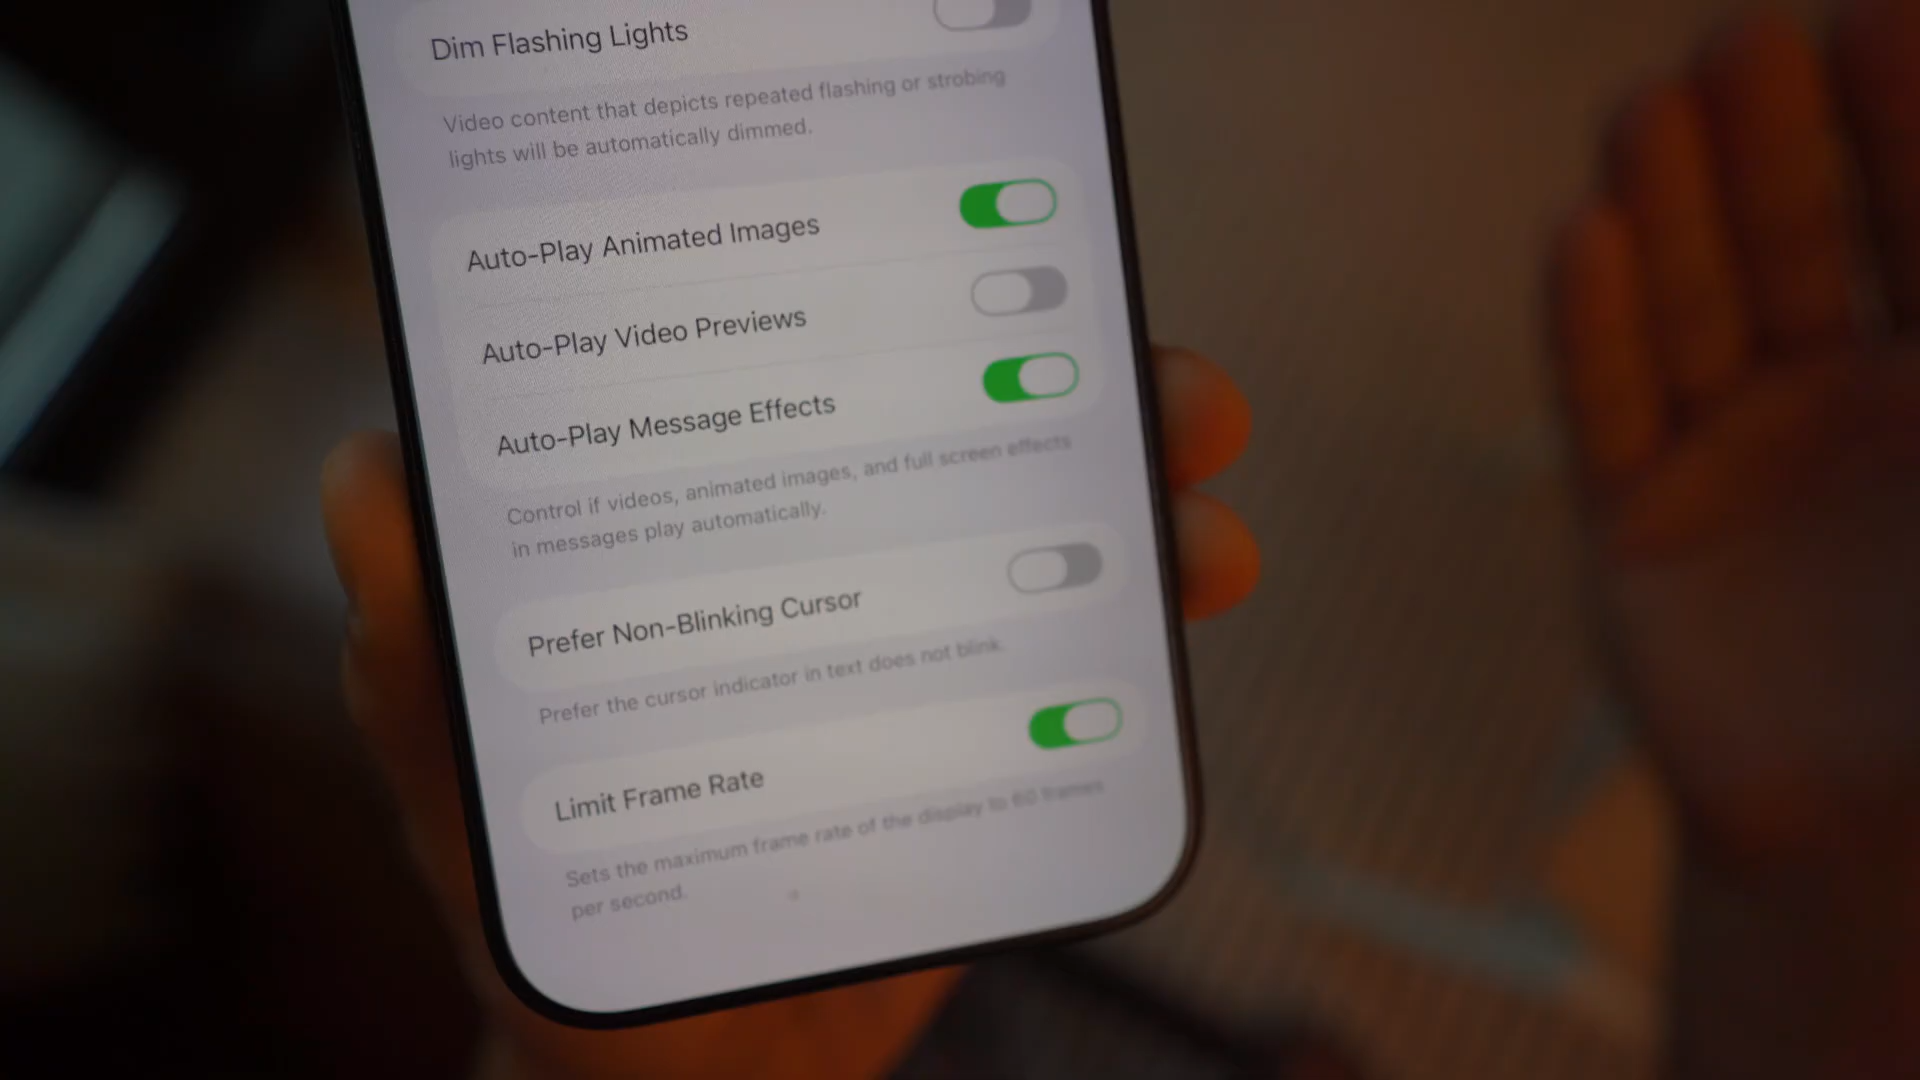 Dim Flashing Lights
Video content that depicts repeated flashing or strobing
lights will be automatically dimmed.
Auto-Play Animated Images
Auto-Play Video Previews
Auto-Play Message Effects
Control if videos, animated images, and full screen effects
in messages play automatically.
Prefer Non-Blinking Cursor
Prefer the cursor indicator in text does not blink.
Limit Frame Rate
Sets the maximum frame rate of the display to 60 frames
per second.